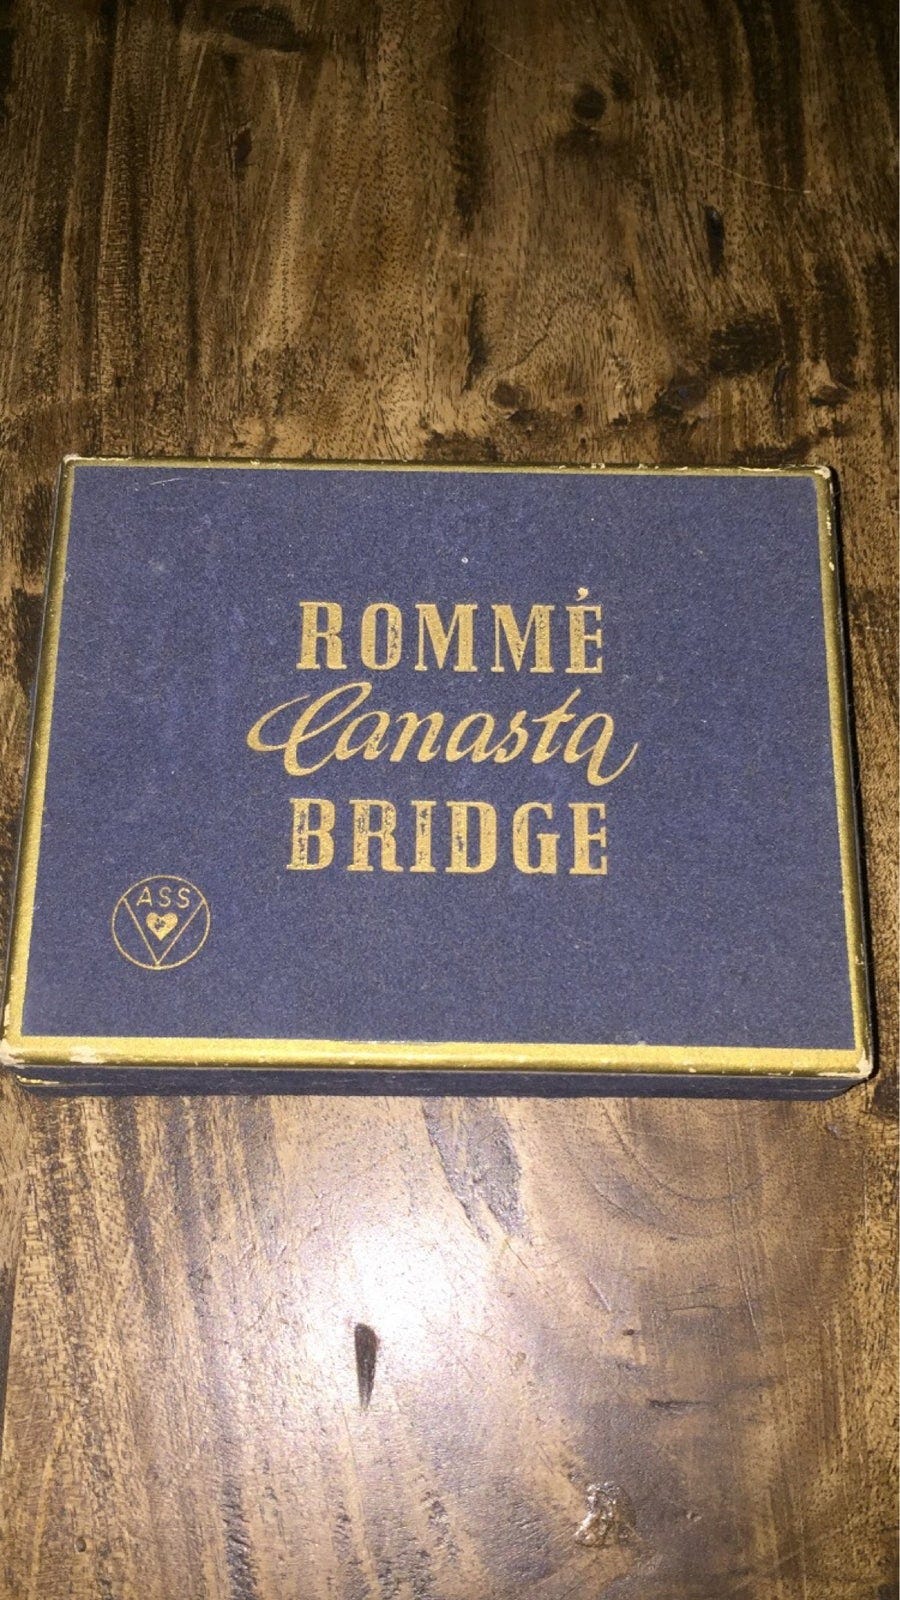 ROMMÉ
Canasta
BRIDGE
ASS